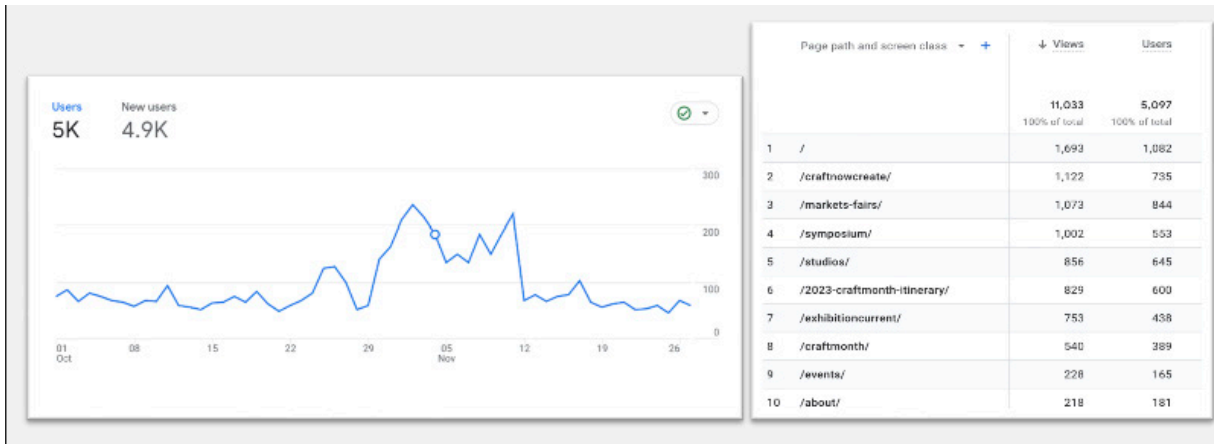 Users New users
5K 4.9K
300
200
100
0
01 08 15 22 29 05 12 19 26
Oct Nov
Page path and screen class + ↓ Views Users
11,033 5,097
100% of total 100% of total
1 / 1,693 1,082
2 /craftnowcreate/ 1,122 735
3 /markets-fairs/ 1,073 844
4 /symposium/ 1,002 553
5 /studios/ 856 645
6 /2023-craftmonth-itinerary/ 829 600
7 /exhibitioncurrent/ 753 438
8 /craftmonth/ 540 389
9 /events/ 228 165
10 /about/ 218 181